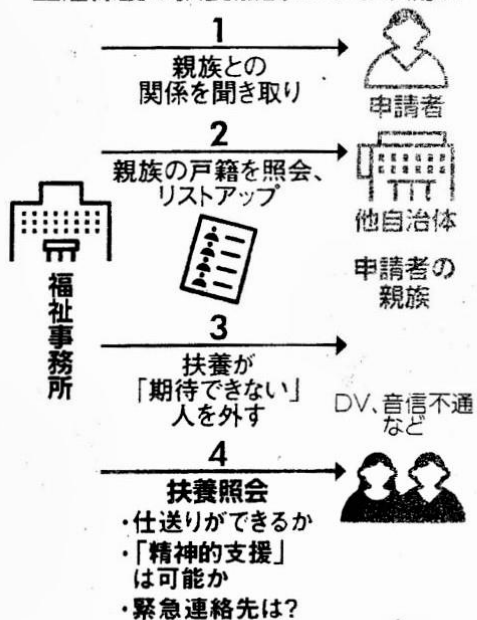 1
親族との
関係を聞き取り
申請者
2
親族の戸籍を照会、
リストアップ
他自治体
福祉事務所
申請者の
親族
3
扶養が
「期待できない」
人を外す
DV、音信不通
など
4
扶養照会
・仕送りができるか
・「精神的支援」
は可能か
・緊急連絡先は?